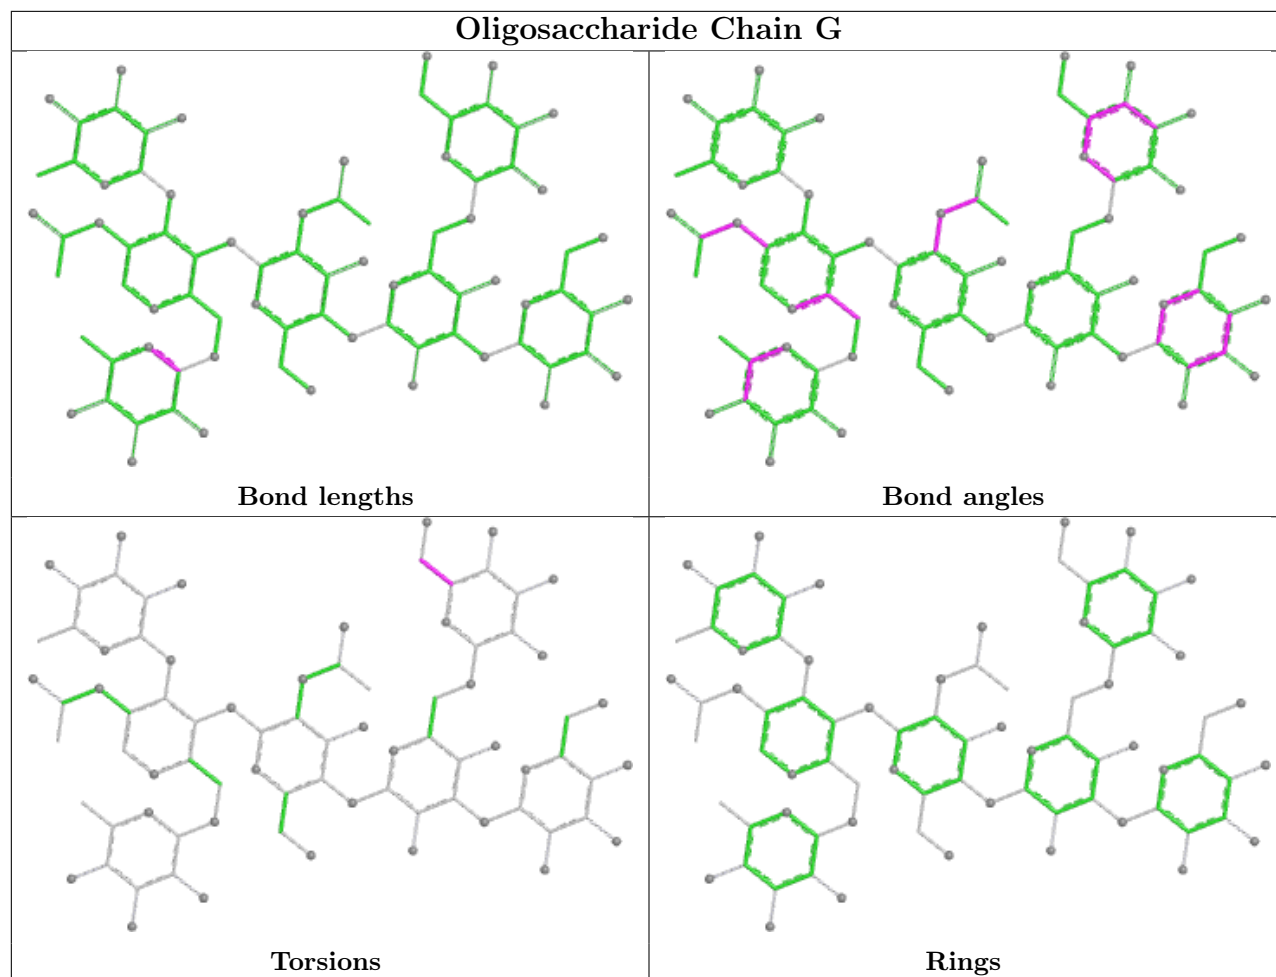 Oligosaccharide Chain G
Bond lengths
Bond angles
Torsions
Rings